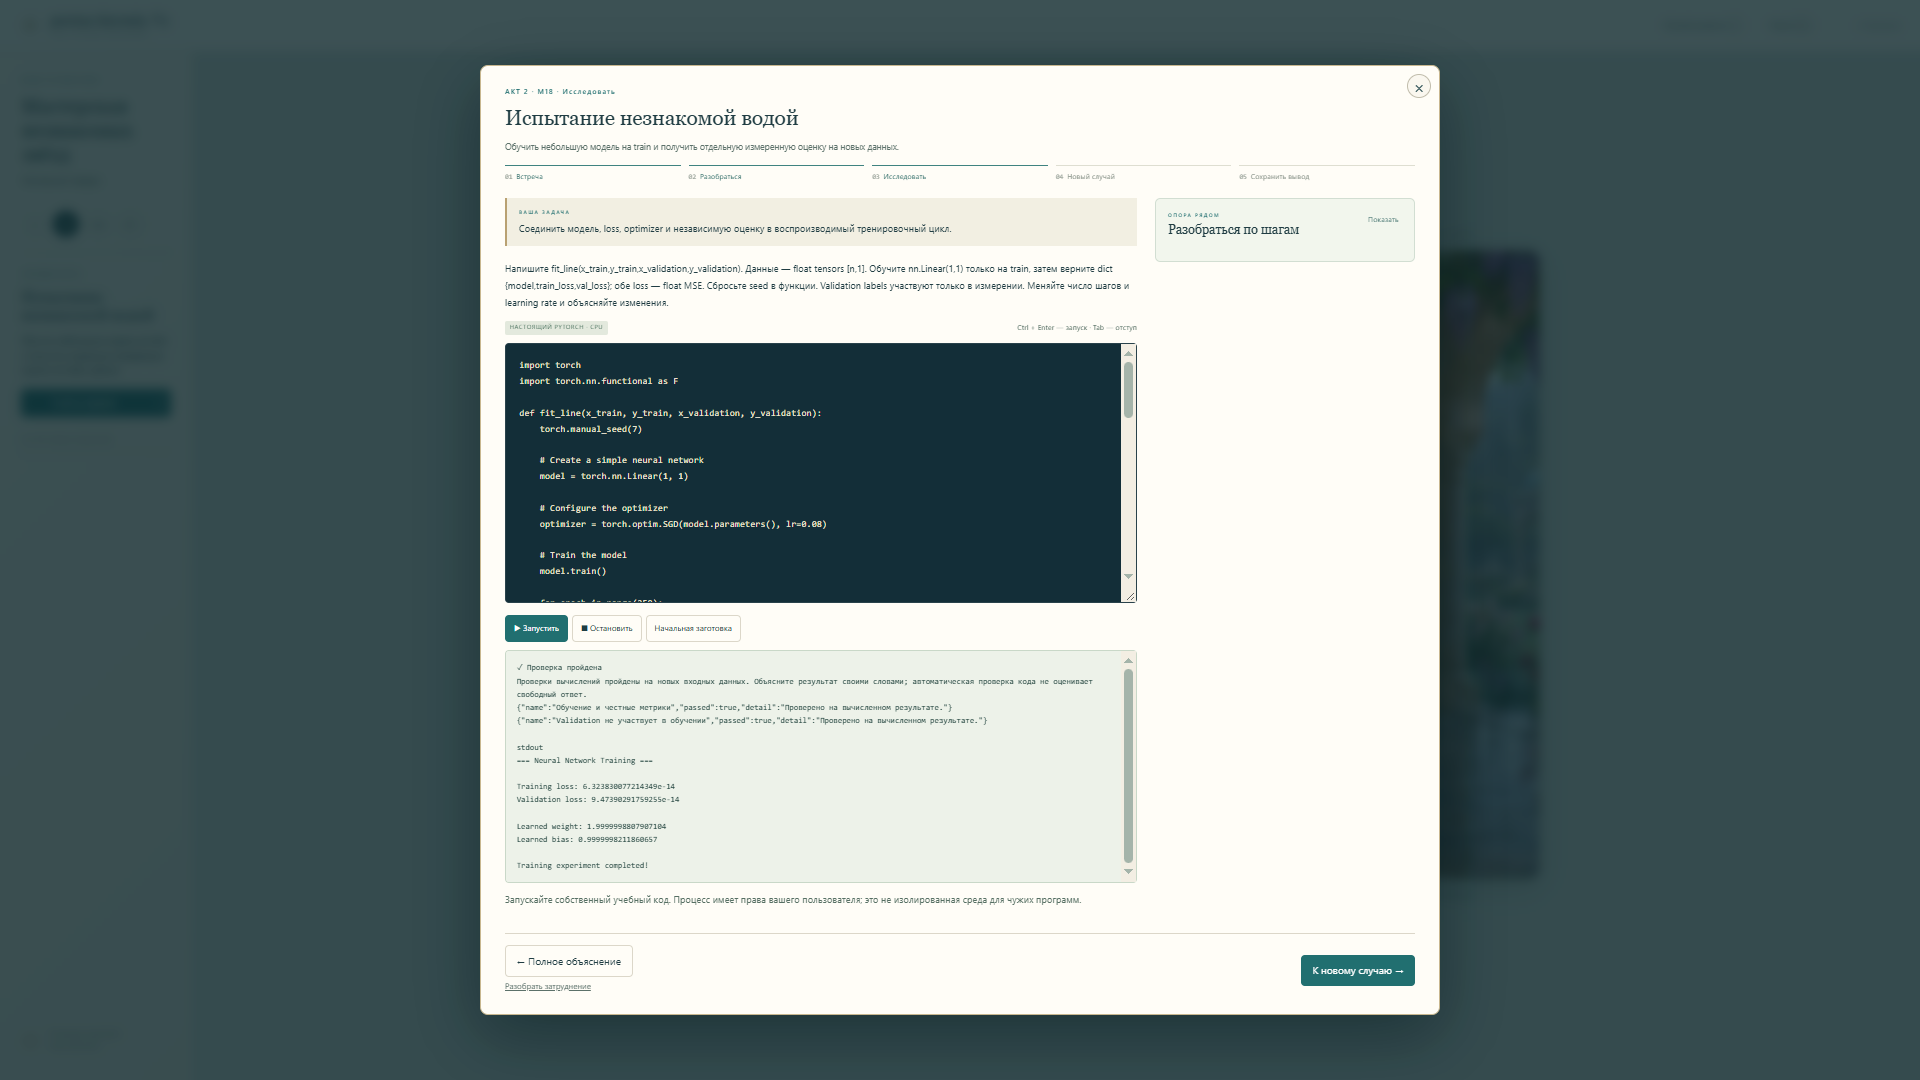 АКТ 2 · M18 · Исследовать
Испытание незнакомой водой
Обучить небольшую модель на train и получить отдельную измеренную оценку на новых данных.
01 Встреча
02 Разобраться
03 Исследовать
04 Новый случай
05 Сохранить вывод
ВАША ЗАДАЧА
Соединить модель, loss, optimizer и независимую оценку в воспроизводимый тренировочный цикл.
ОПОРА РЯДОМ
Разобраться по шагам
Показать
Напишите fit_line(x_train,y_train,x_validation,y_validation). Данные — float tensors [n,1]. Обучите nn.Linear(1,1) только на train, затем верните dict
{model,train_loss,val_loss}; обе loss — float MSE. Сбросьте seed в функции. Validation labels участвуют только в измерении. Меняйте число шагов и
learning rate и объясняйте изменения.
НАСТОЯЩИЙ PYTORCH · CPU
Ctrl + Enter — запуск · Tab — отступ
import torch
import torch.nn.functional as F
def fit_line(x_train, y_train, x_validation, y_validation):
torch.manual_seed(7)
# Create a simple neural network
model = torch.nn.Linear(1, 1)
# Configure the optimizer
optimizer = torch.optim.SGD(model.parameters(), lr=0.08)
# Train the model
model.train()
▶ Запустить
■ Остановить
Начальная заготовка
✓ Проверка пройдена
Проверки вычислений пройдены на новых входных данных. Объясните результат своими словами; автоматическая проверка кода не оценивает
свободный ответ.
{"name":"Обучение и честные метрики","passed":true,"detail":"Проверено на вычисленном результате."}
{"name":"Validation не участвует в обучении","passed":true,"detail":"Проверено на вычисленном результате."}
stdout
=== Neural Network Training ===
Training loss: 6.323830077214349e-14
Validation loss: 9.47390291759255e-14
Learned weight: 1.9999998807907104
Learned bias: 0.9999998211860657
Training experiment completed!
Запускайте собственный учебный код. Процесс имеет права вашего пользователя; это не изолированная среда для чужих программ.
← Полное объяснение
К новому случаю →
Разобрать затруднение